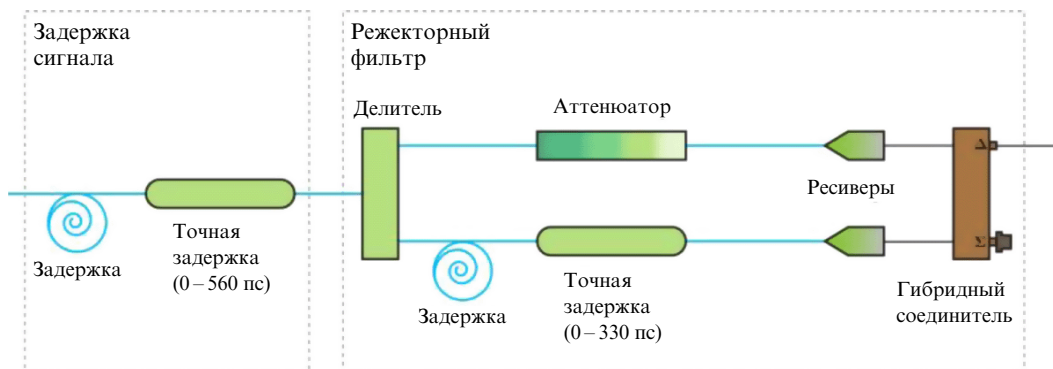 Задержка
сигнала
Задержка
Точная
задержка
(0 – 560 пс)
Режекторный
фильтр
Делитель
Аттенюатор
Ресиверы
Δ
Σ
Задержка
Точная
задержка
(0 – 330 пс)
Гибридный
соединитель